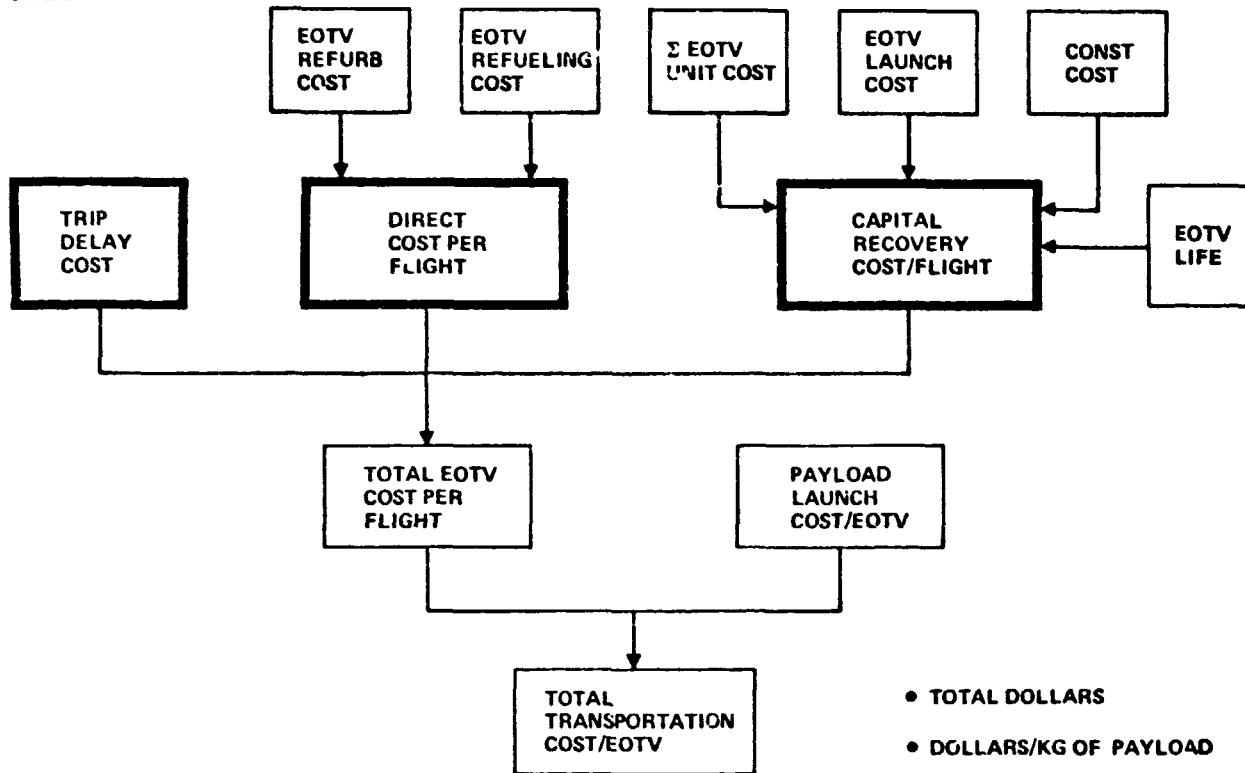 EOTV
REFURB
COST
EOTV
REFUELING
COST
Σ EOTV
UNIT COST
EOTV
LAUNCH
COST
CONST
COST
TRIP
DELAY
COST
DIRECT
COST PER
FLIGHT
CAPITAL
RECOVERY
COST/FLIGHT
EOTV
LIFE
TOTAL EOTV
COST PER
FLIGHT
PAYLOAD
LAUNCH
COST/EOTV
TOTAL
TRANSPORTATION
COST/EOTV
• TOTAL DOLLARS
• DOLLARS/KG OF PAYLOAD